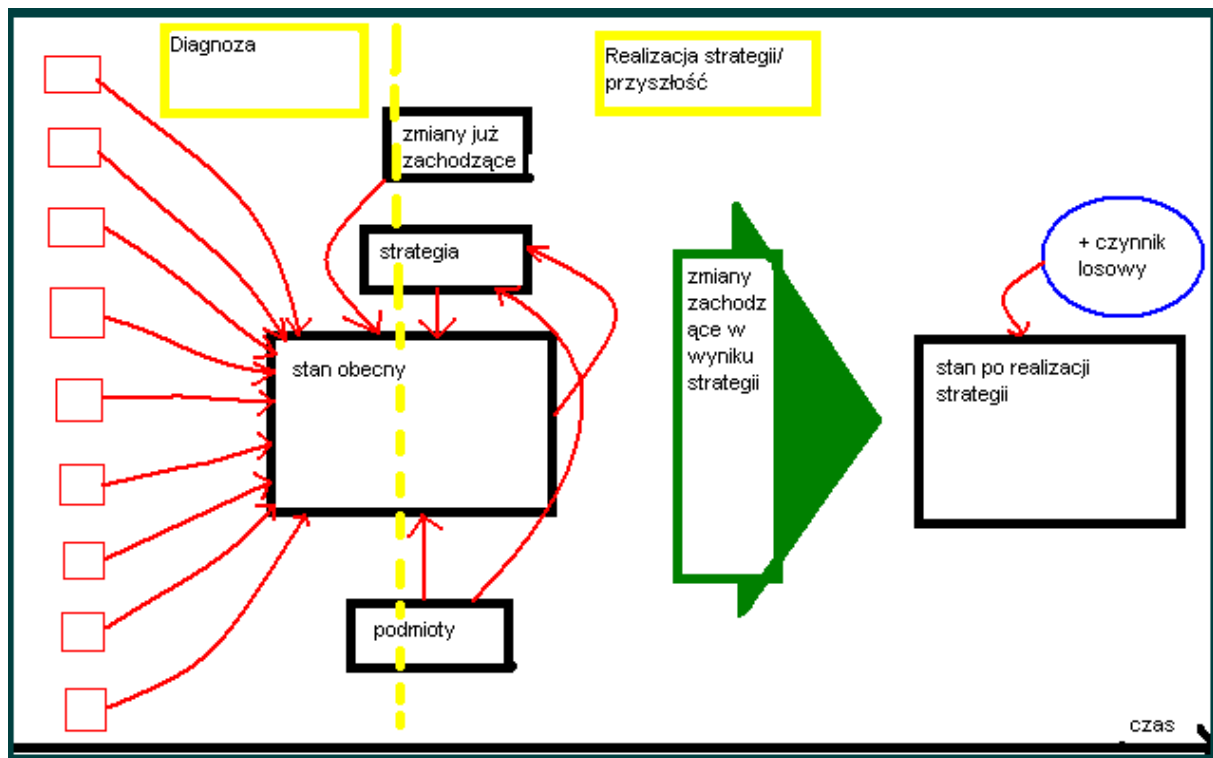 Diagnoza
Realizacja strategii/
przyszłość
zmiany już
zachodzące
strategia
+ czynnik
losowy
zmiany
zachodz
ące w
wyniku
strategii
stan obecny
stan po realizacji
strategii
podmioty
czas